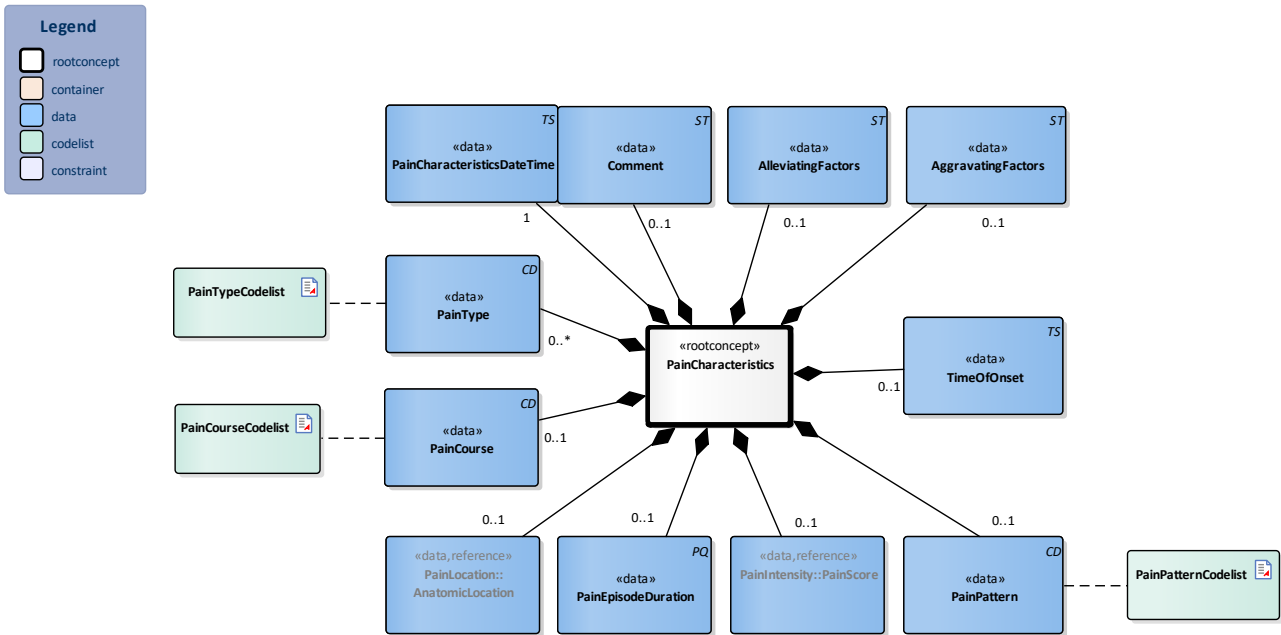 Legend
rootconcept
container
data
codelist
constraint
TS
«data»
PainCharacteristicsDateTime
ST
«data»
Comment
ST
«data»
AlleviatingFactors
ST
«data»
AggravatingFactors
1
0..1
0..1
0..1
PainTypeCodelist
CD
«data»
PainType
0..*
«rootconcept»
PainCharacteristics
TS
«data»
TimeOfOnset
0..1
PainCourseCodelist
CD
«data»
PainCourse
0..1
0..1
0..1
0..1
0..1
«data,reference»
PainLocation::
AnatomicLocation
PQ
«data»
PainEpisodeDuration
«data,reference»
PainIntensity::PainScore
CD
«data»
PainPattern
PainPatternCodelist